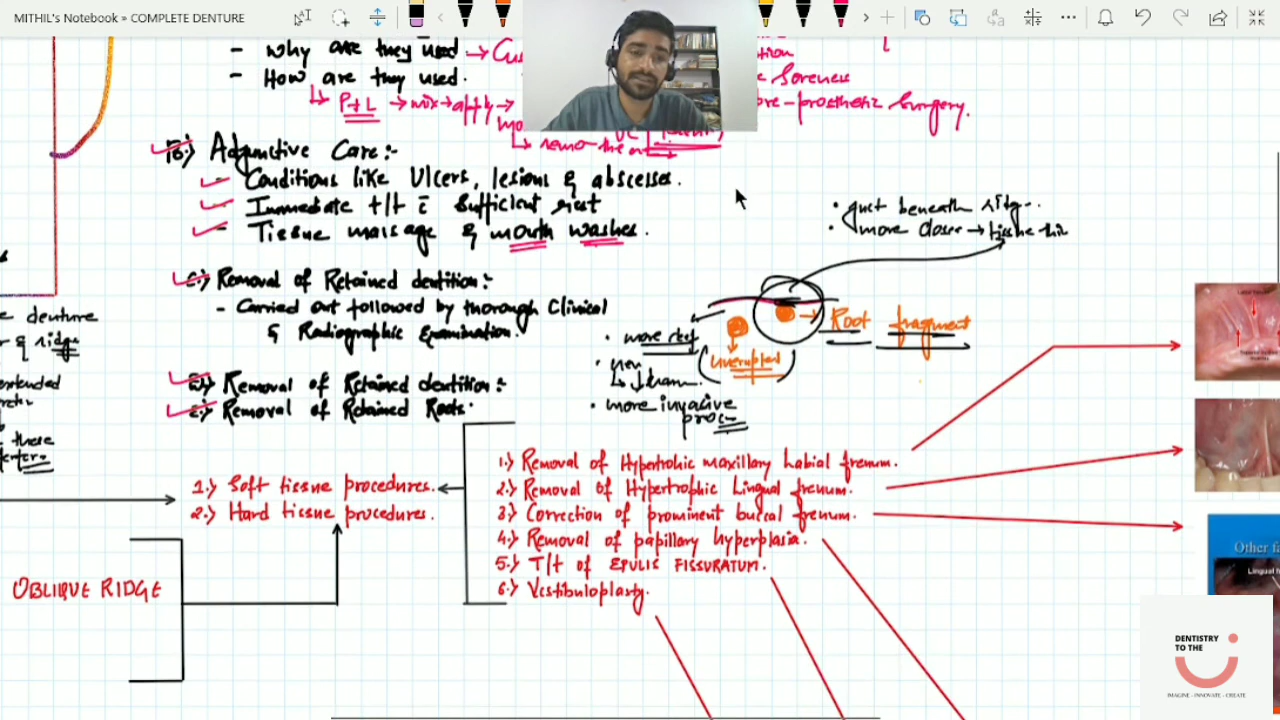 MITHIL's Notebook » COMPLETE DENTURE
- Why are they used →
- How are they used.
↳ P+L → mix → apply →
Soreness
Pre-prosthetic Surgery.
B.) Adjunctive Care:-
- Conditions like Ulcers, lesions & abscesses.
- Immediate t/t c̄ Sufficient rest
- Tissue massage & mouth washes.
C.) Removal of Retained dentition:-
- Carried out followed by thorough Clinical
& Radiographic Examination.
D.) Removal of Retained dentition:-
E.) Removal of Retained Roots.
• Just beneath ridge..
• more closer → tissue
→ Root fragment
(Unerupted)
• more
• more invasive
proc
denture
& ridge
extended
these
1.) Soft tissue procedures.
2.) Hard tissue procedures.
1.) Removal of Hypertrohic maxillary Labial frenum.
2.) Removal of Hypertrophic Lingual frenum.
3.) Correction of prominent buccal frenum.
4.) Removal of papillary hyperplasia.
5.) T/t of EPULIS FISSURATUM.
6.) Vestibuloplasty.
OBLIQUE RIDGE
Other
Lingual
DENTISTRY
TO THE
IMAGINE - INNOVATE - CREATE